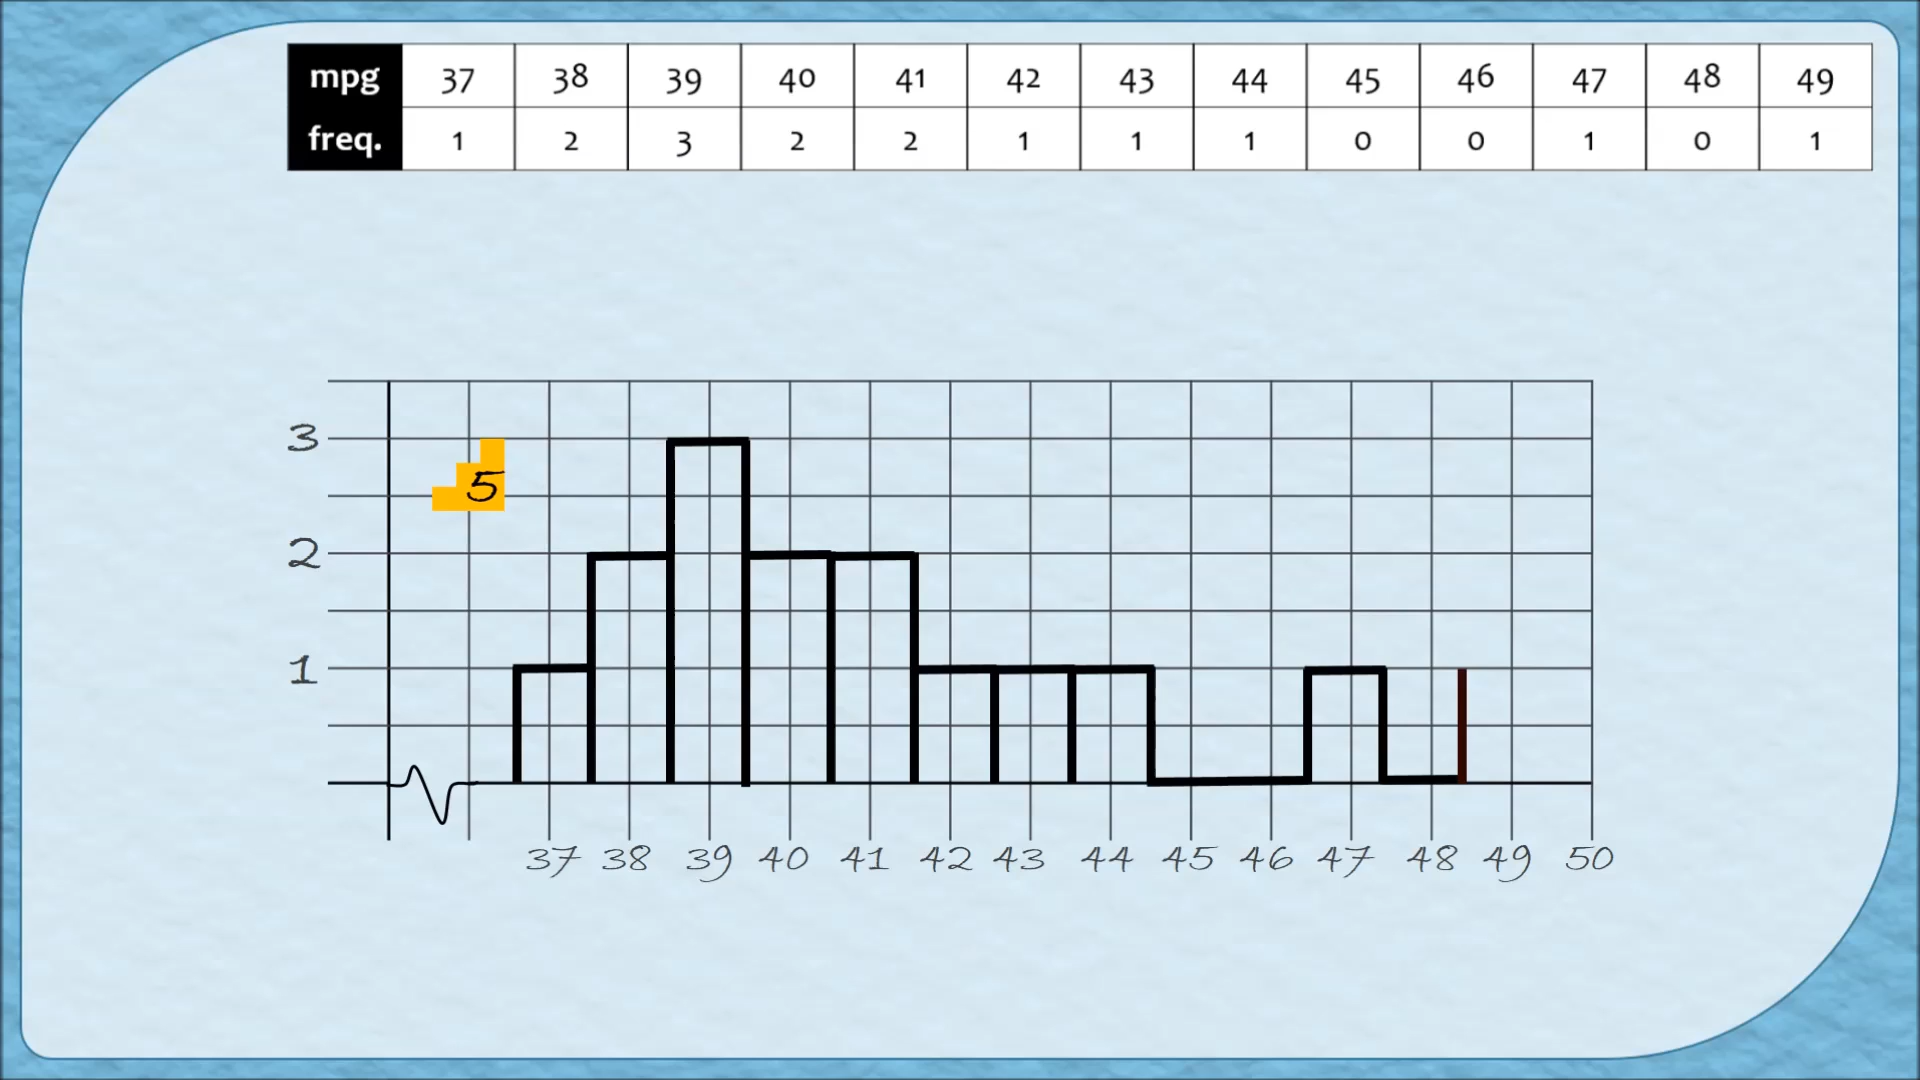 mpg 37 38 39 40 41 42 43 44 45 46 47 48 49
freq. 1 2 3 2 2 1 1 1 0 0 1 0 1
3
5
2
1
37 38 39 40 41 42 43 44 45 46 47 48 49 50